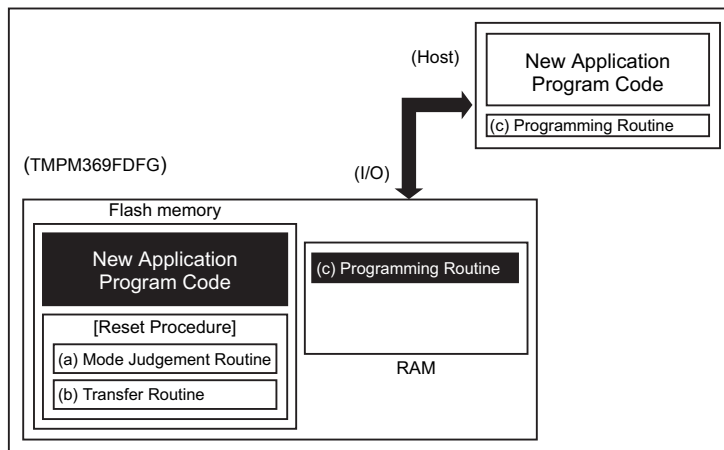 (Host)
New Application
Program Code
(c) Programming Routine
(TMPM369FDFG)
(I/O)
Flash memory
New Application
Program Code
[Reset Procedure]
(a) Mode Judgement Routine
(b) Transfer Routine
(c) Programming Routine
RAM